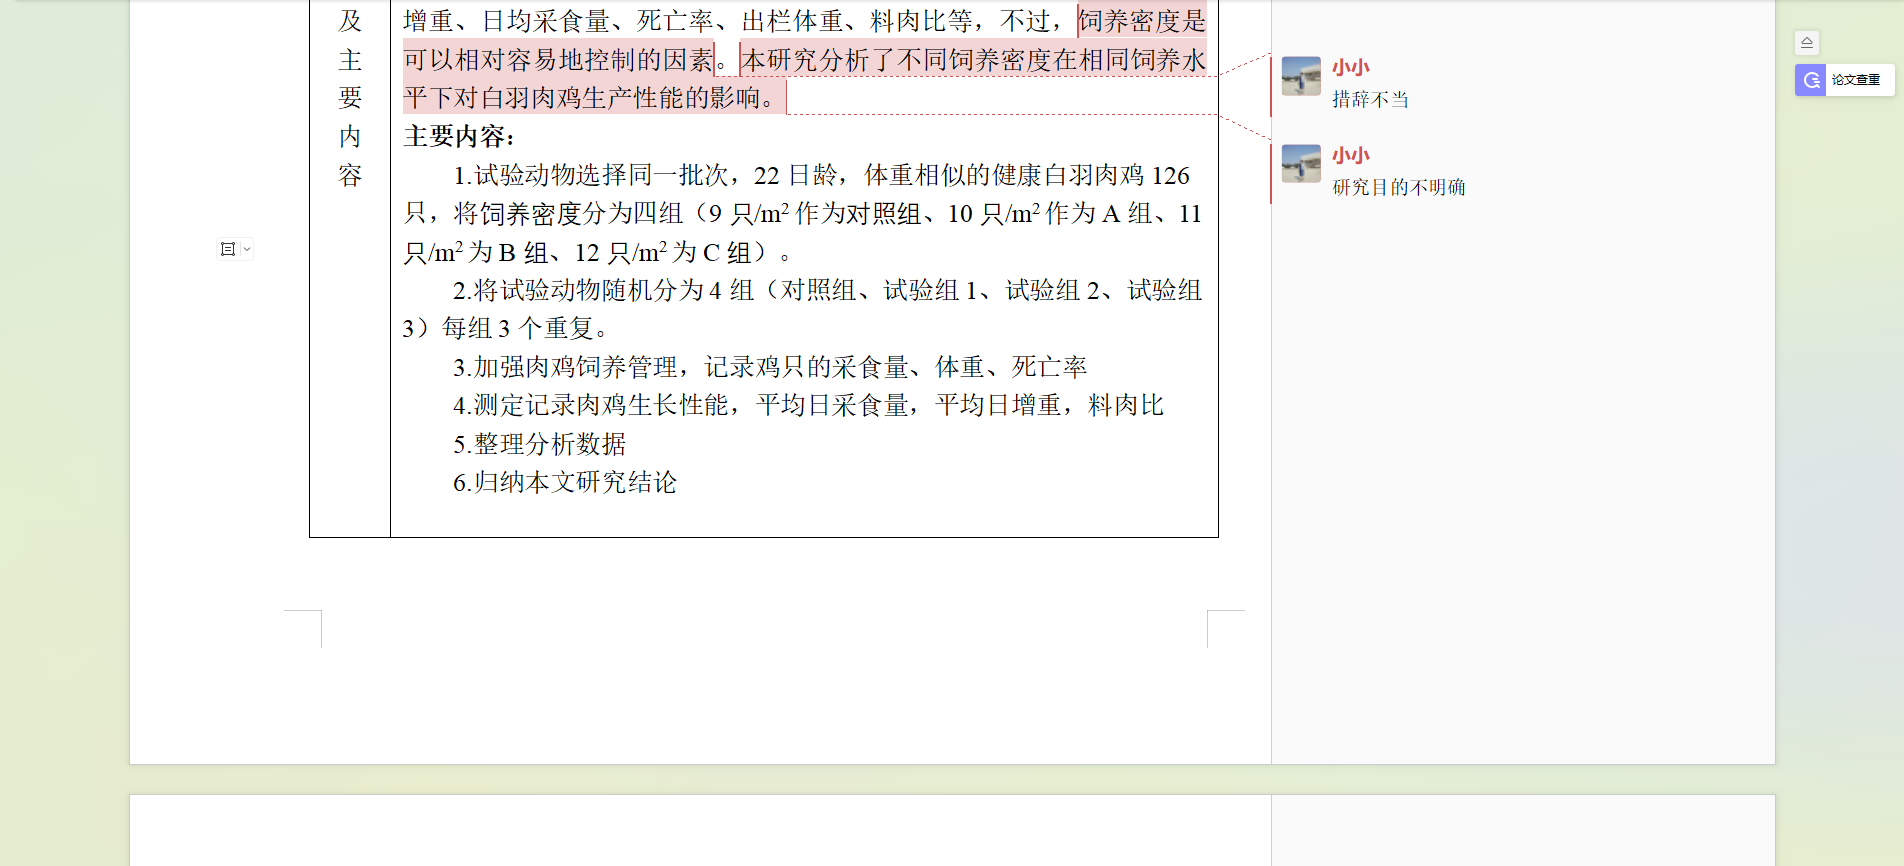 及
主
要
内
容
增重、日均采食量、死亡率、出栏体重、料肉比等，不过，饲养密度是
可以相对容易地控制的因素。本研究分析了不同饲养密度在相同饲养水
平下对白羽肉鸡生产性能的影响。
主要内容：
1.试验动物选择同一批次，22 日龄，体重相似的健康白羽肉鸡 126
只，将饲养密度分为四组（9 只/m² 作为对照组、10 只/m² 作为 A 组、11
只/m² 为 B 组、12 只/m² 为 C 组）。
2.将试验动物随机分为 4 组（对照组、试验组 1、试验组 2、试验组
3）每组 3 个重复。
3.加强肉鸡饲养管理，记录鸡只的采食量、体重、死亡率
4.测定记录肉鸡生长性能，平均日采食量，平均日增重，料肉比
5.整理分析数据
6.归纳本文研究结论
小小
措辞不当
小小
研究目的不明确
论文查重